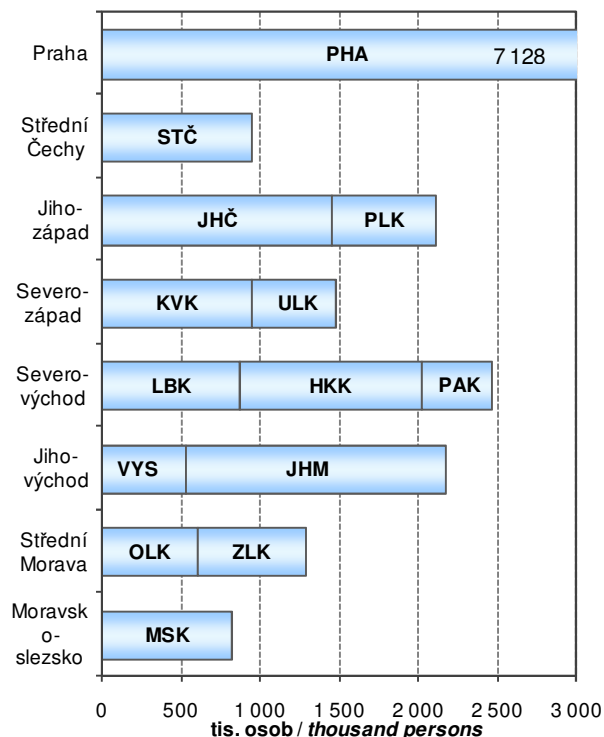 Praha
PHA
7 128
Střední
Čechy
STČ
Jiho-
západ
JHČ
PLK
Severo-
západ
KVK
ULK
Severo-
východ
LBK
HKK
PAK
Jiho-
východ
VYS
JHM
Střední
Morava
OLK
ZLK
Moravsk
o-
slezsko
MSK
0 500 1 000 1 500 2 000 2 500 3 000
tis. osob / thousand persons